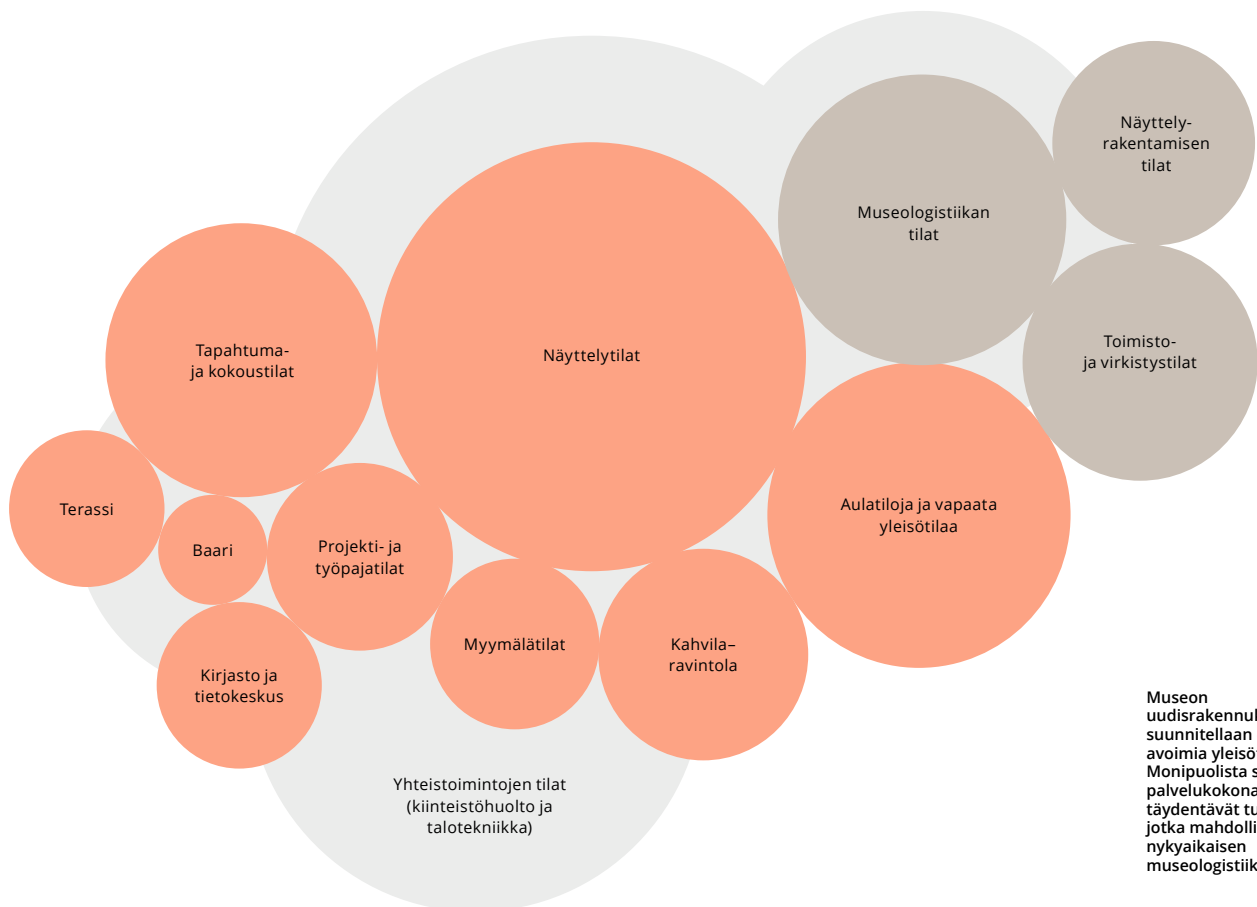 Näyttely-
rakentamisen
tilat
Museologistiikan
tilat
Tapahtuma-
ja kokoustilat
Näyttelytilat
Toimisto-
ja virkistystilat
Terassi
Baari
Projekti- ja
työpajatilat
Aulatiloja ja vapaata
yleisötilaa
Kirjasto ja
tietokeskus
Myymälätilat
Kahvila–
ravintola
Yhteistoimintojen tilat
(kiinteistöhuolto ja
talotekniikka)
Museon
suunnitellaan
avoimia
Monipuolista
täydentävät
jotka
nykyaikaisen